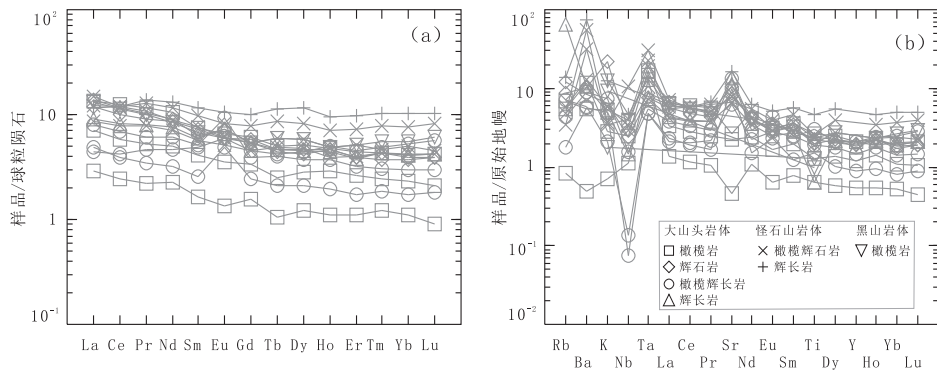 (a)
样品/球粒陨石
10²
10
1
10⁻¹
La Ce Pr Nd Sm Eu Gd Tb Dy Ho Er Tm Yb Lu
(b)
样品/原始地幔
10²
10
1
10⁻¹
10⁻²
大山头岩体 怪石山岩体 黑山岩体
橄榄岩 橄榄辉石岩 橄榄岩
辉石岩 辉长岩
橄榄辉长岩
辉长岩
Rb K Ta Ce Sr Eu Ti Y Yb
Ba Nb La Pr Nd Sm Dy Ho Lu